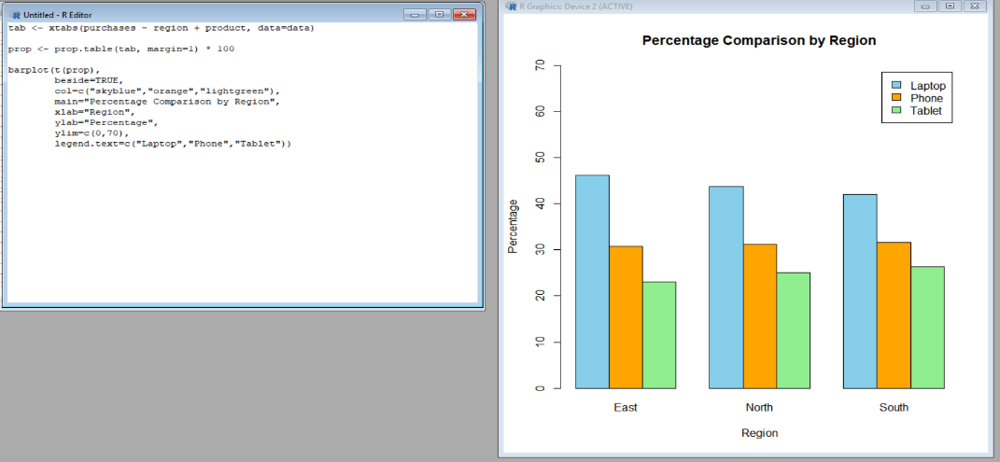 Untitled - R Editor
tab <- xtabs(purchases ~ region + product, data=data)
prop <- prop.table(tab, margin=1) * 100
barplot(t(prop),
beside=TRUE,
col=c("skyblue","orange","lightgreen"),
main="Percentage Comparison by Region",
xlab="Region",
ylab="Percentage",
ylim=c(0,70),
legend.text=c("Laptop","Phone","Tablet"))
R Graphics: Device 2 (ACTIVE)
Percentage Comparison by Region
Laptop
Phone
Tablet
Percentage
70
60
50
40
30
20
10
0
East North South
Region